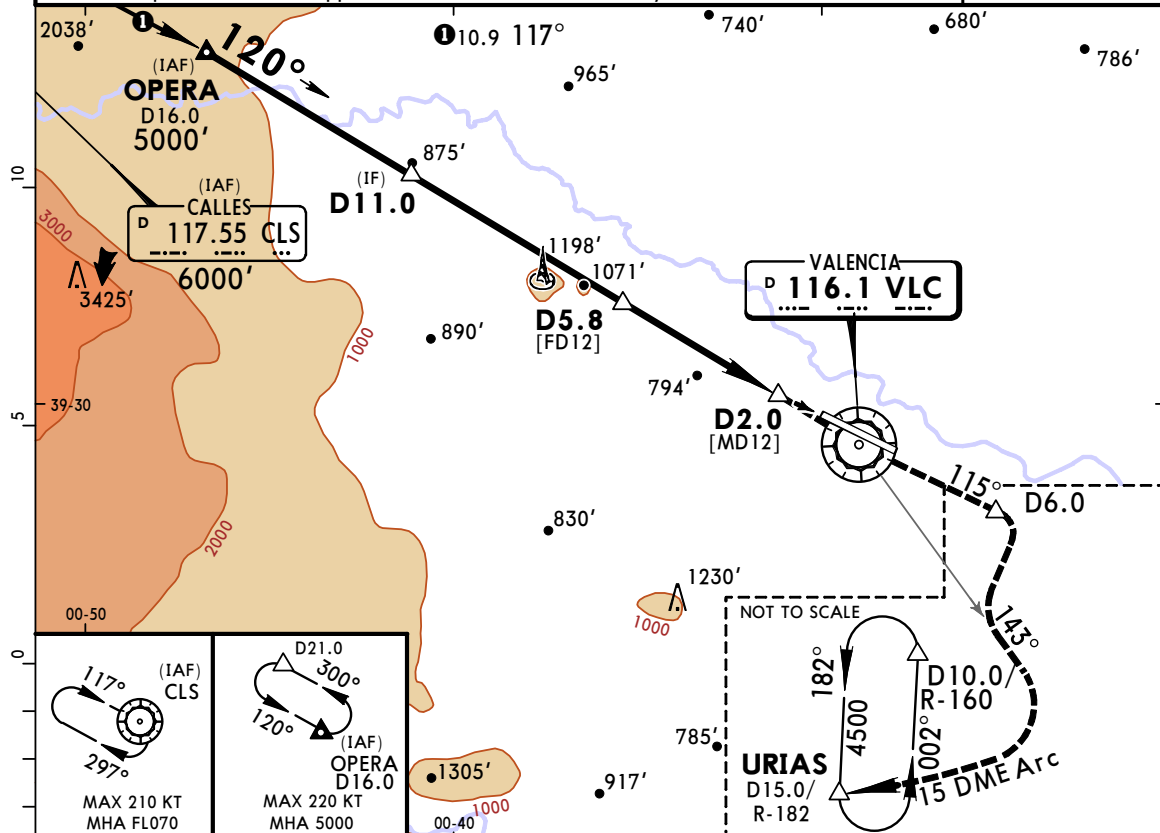 2038'
❶
❶10.9 117°
740'
680'
786'
120°
965'
(IAF)
OPERA
D16.0
5000'
875'
(IF)
D11.0
10
(IAF)
CALLES
D 117.55 CLS
6000'
3000
3425'
1198'
1071'
D5.8
[FD12]
VALENCIA
D 116.1 VLC
890'
1000
794'
D2.0
[MD12]
39-30
5
115°
D6.0
2000
830'
1230'
1000
00-50
NOT TO SCALE
143°
0
117°
(IAF)
CLS
297°
MAX 210 KT
MHA FL070
D21.0
300°
120°
(IAF)
OPERA
D16.0
MAX 220 KT
MHA 5000
182°
4500
002°
D10.0/
R-160
URIAS
D15.0/
R-182
15 DME Arc
785'
1305'
917'
1000
00-40